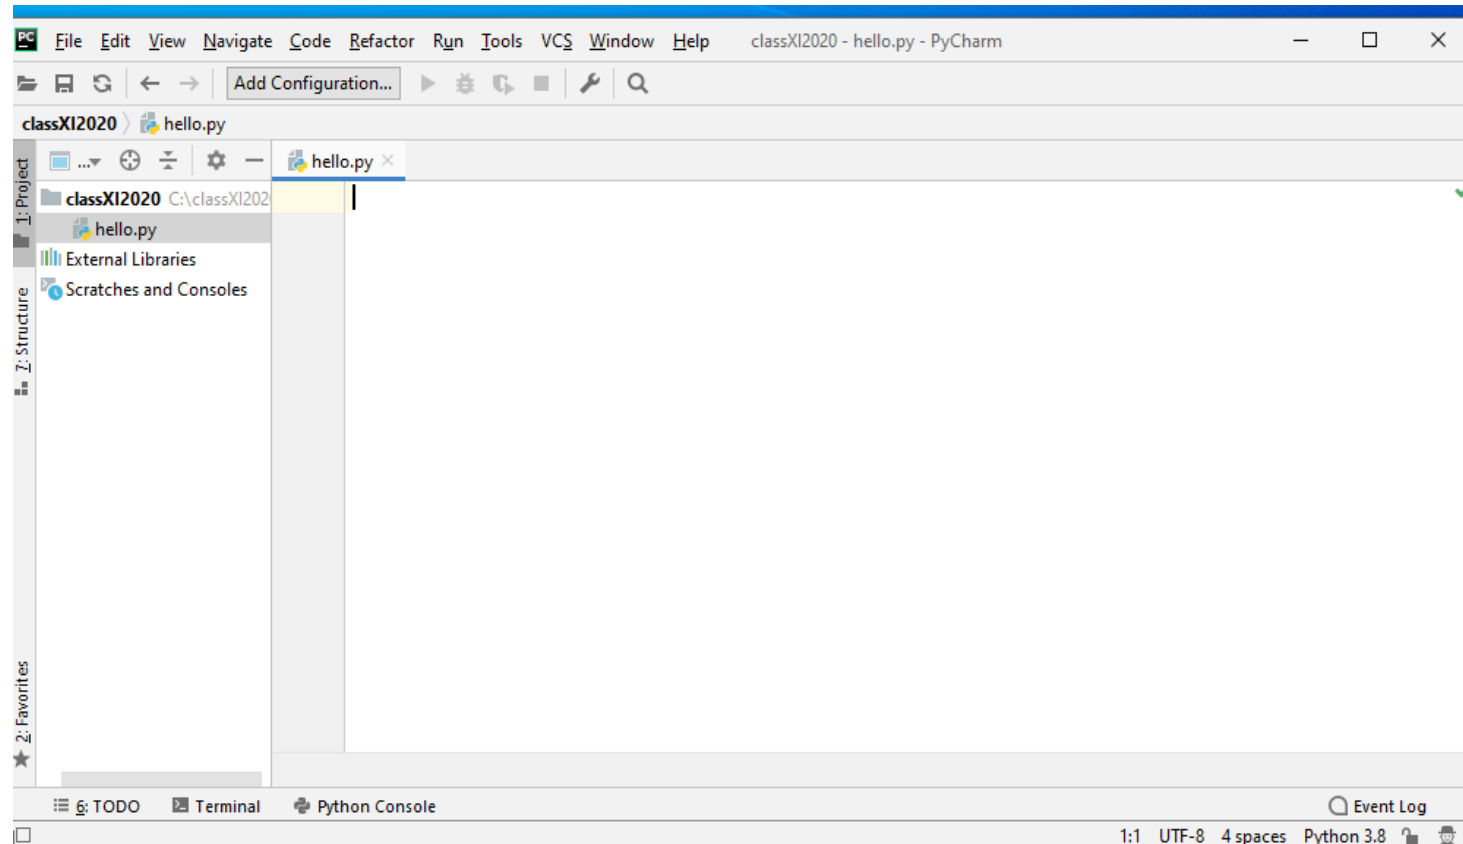 PC File Edit View Navigate Code Refactor Run Tools VCS Window Help classXI2020 - hello.py - PyCharm
Add Configuration...
classXI2020 hello.py
... hello.py
1: Project
classXI2020 C:\classXI202
hello.py
External Libraries
Scratches and Consoles
7: Structure
2: Favorites
6: TODO Terminal Python Console Event Log
1:1 UTF-8 4 spaces Python 3.8